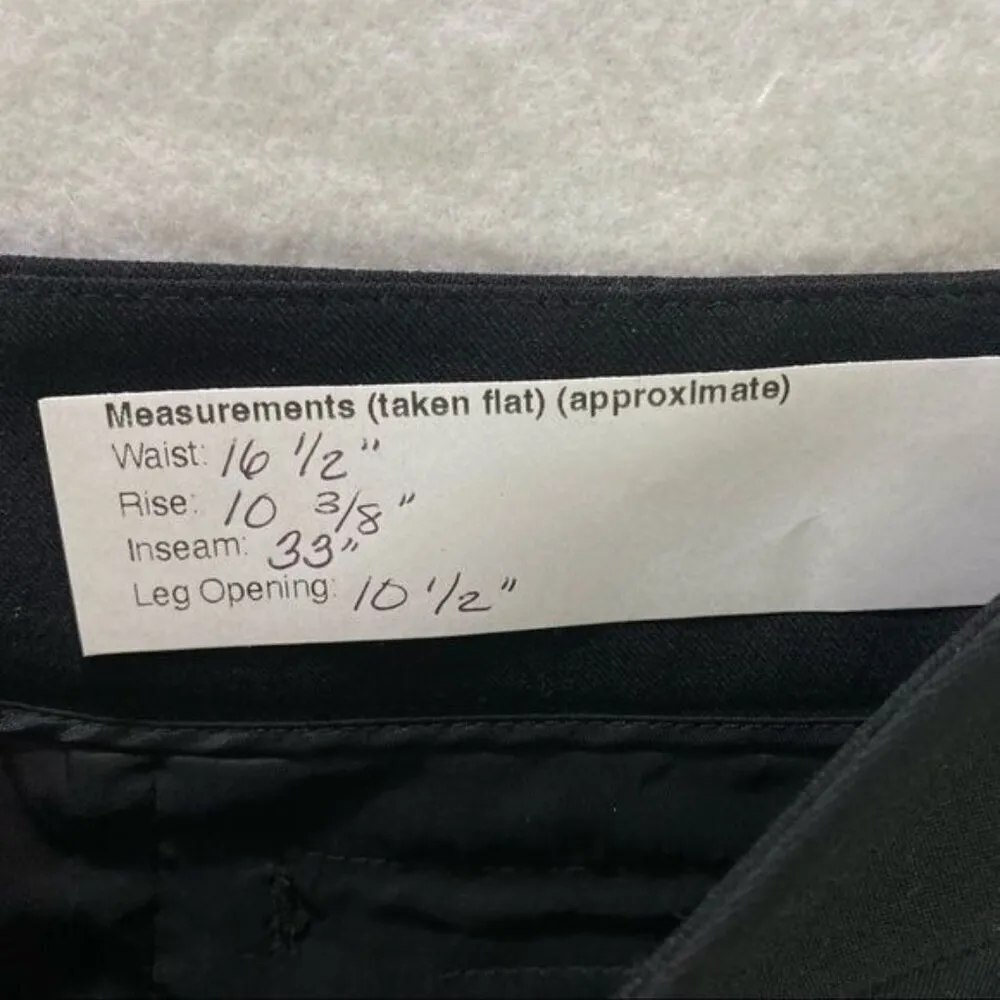 Measurements (taken flat) (approximate)
Waist: 16 1/2"
Rise: 10 3/8"
Inseam: 33"
Leg Opening: 10 1/2"